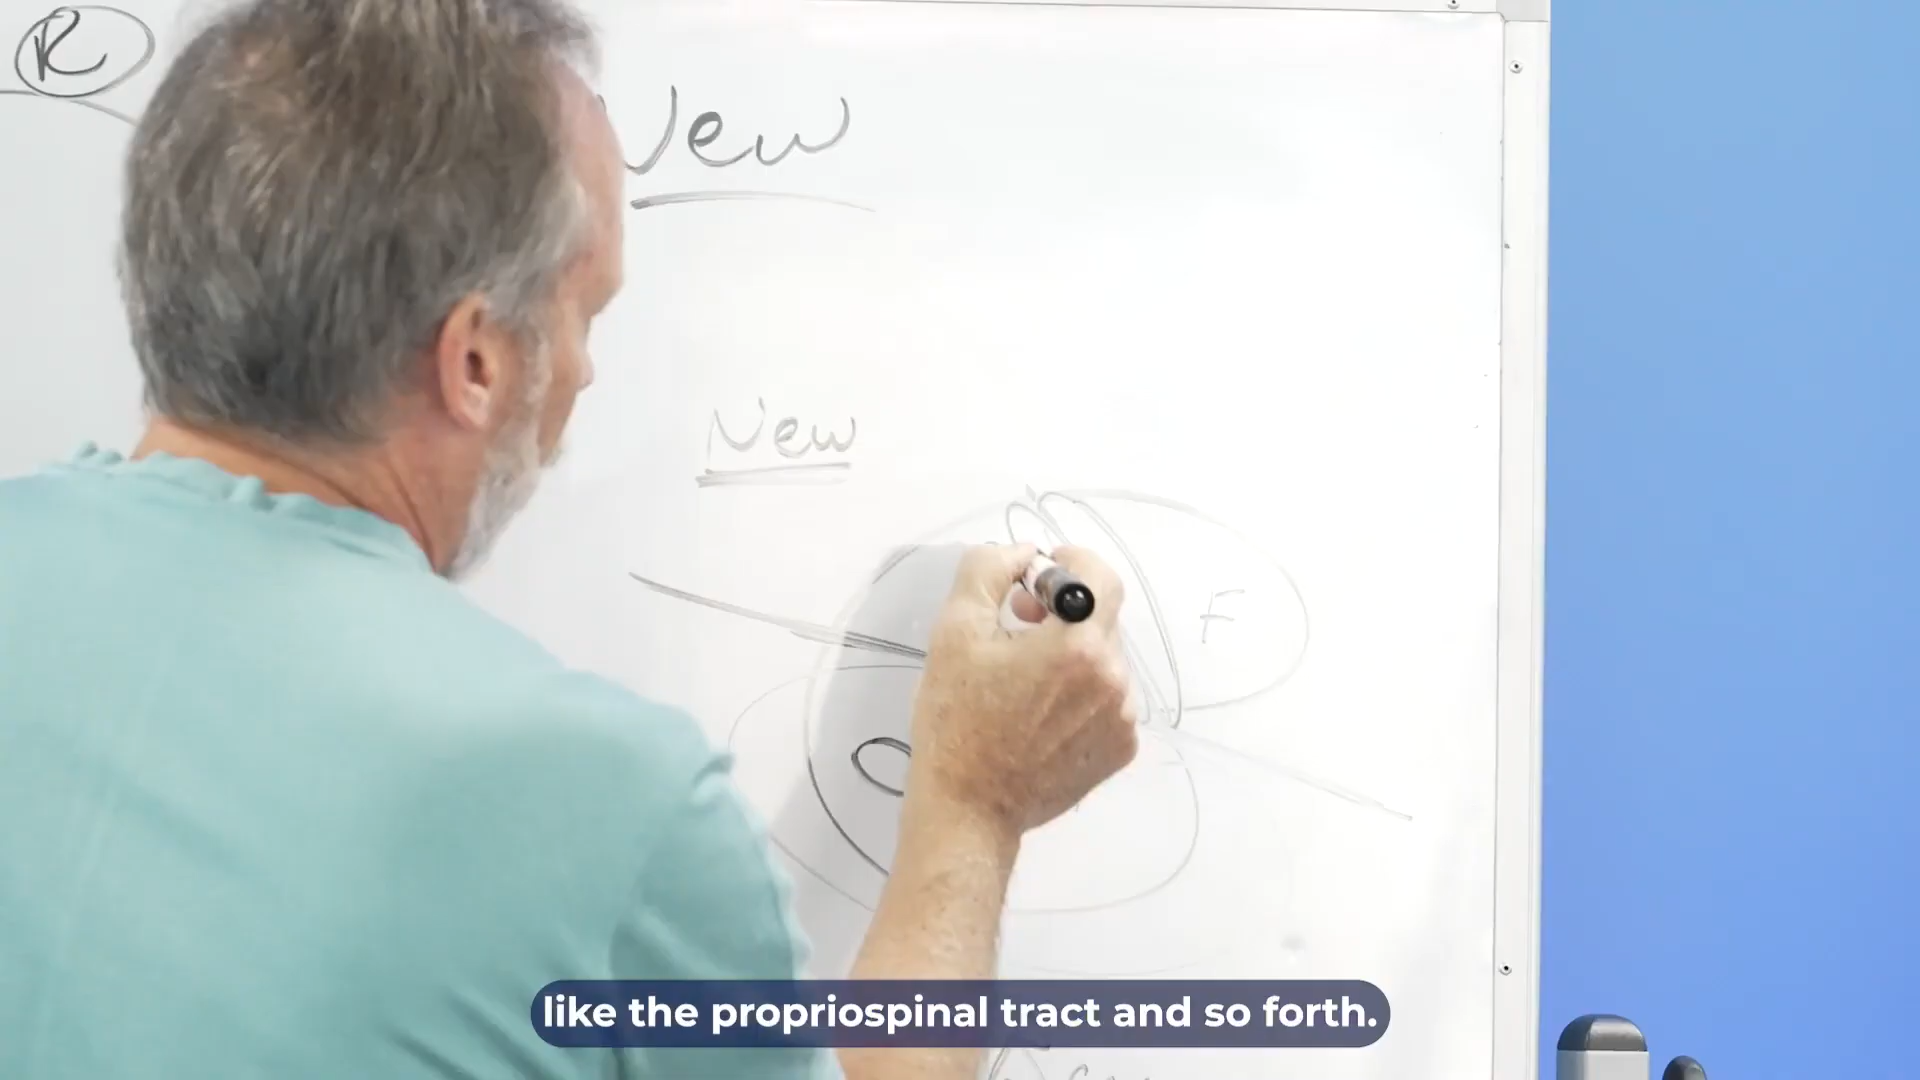 R
New
New
F
like the propriospinal tract and so forth.